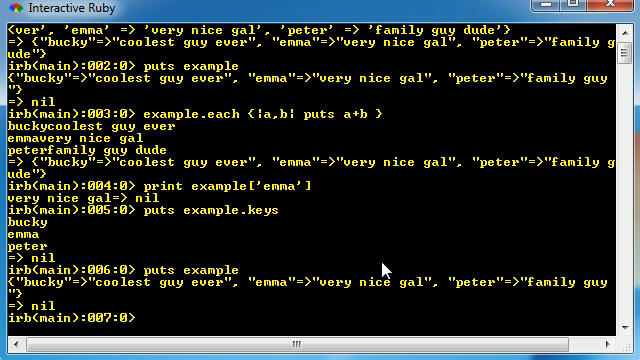 Interactive Ruby
{ver', 'emma' => 'very nice gal', 'peter' => 'family guy dude'}
=> {"bucky"=>"coolest guy ever", "emma"=>"very nice gal", "peter"=>"family guy d
ude"}
irb(main):002:0> puts example
{"bucky"=>"coolest guy ever", "emma"=>"very nice gal", "peter"=>"family guy
"}
=> nil
irb(main):003:0> example.each {|a,b| puts a+b }
buckycoolest guy ever
emmavery nice gal
peterfamily guy dude
=> {"bucky"=>"coolest guy ever", "emma"=>"very nice gal", "peter"=>"family gu
ude"}
irb(main):004:0> print example['emma']
very nice gal=> nil
irb(main):005:0> puts example.keys
bucky
emma
peter
=> nil
irb(main):006:0> puts example
{"bucky"=>"coolest guy ever", "emma"=>"very nice gal", "peter"=>"family guy
"}
=> nil
irb(main):007:0>